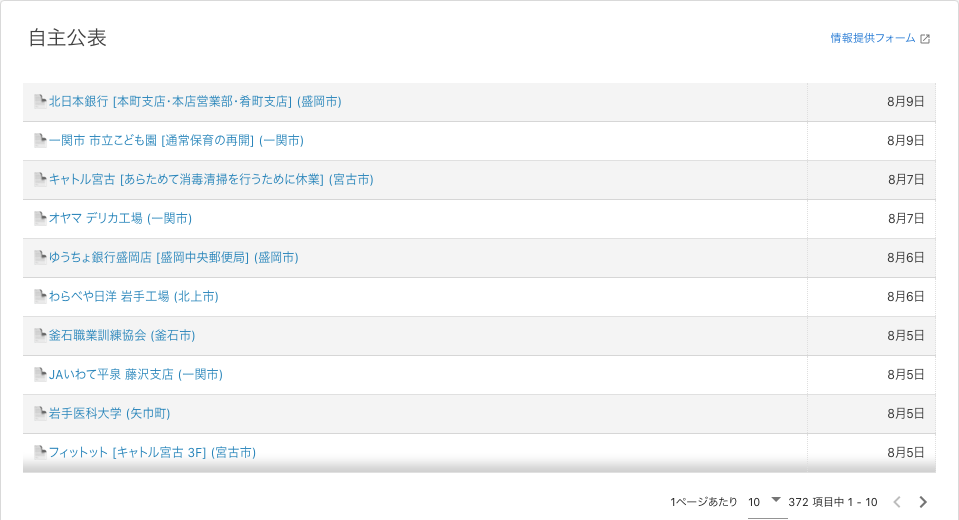 自主公表
情報提供フォーム
北日本銀行 [本町支店・本店営業部・肴町支店] (盛岡市) 8月9日
一関市 市立こども園 [通常保育の再開] (一関市) 8月9日
キャトル宮古 [あらためて消毒清掃を行うために休業] (宮古市) 8月7日
オヤマ デリカ工場 (一関市) 8月7日
ゆうちょ銀行盛岡店 [盛岡中央郵便局] (盛岡市) 8月6日
わらべや日洋 岩手工場 (北上市) 8月6日
釜石職業訓練協会 (釜石市) 8月5日
JAいわて平泉 藤沢支店 (一関市) 8月5日
岩手医科大学 (矢巾町) 8月5日
フィットット [キャトル宮古 3F] (宮古市) 8月5日
1ページあたり 10 372 項目中 1 - 10